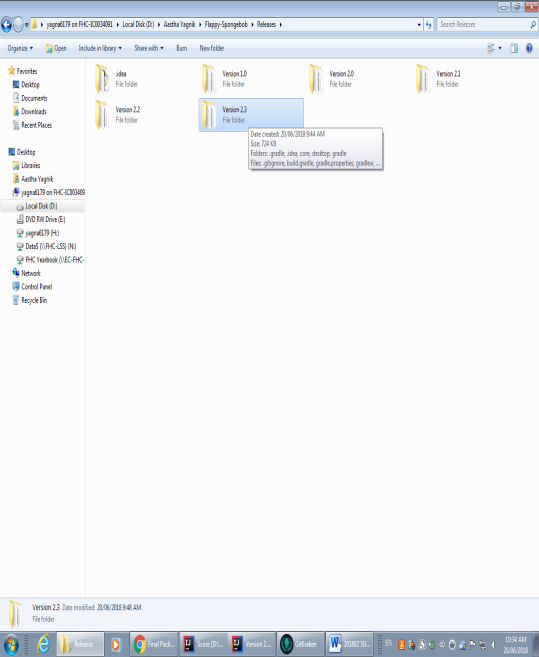 yagna6179 on FHC-IC0034091 ▸ Local Disk (D:) ▸ Aastha Yagnik ▸ Flappy-Spongebob ▸ Releases ▸
Search Releases
Organize ▾ Open Include in library ▾ Share with ▾ Burn New folder
Favorites
Desktop
Documents
Downloads
Recent Places
Desktop
Libraries
Aastha Yagnik
yagna6179 on FHC-IC003409
Local Disk (D:)
DVD RW Drive (E:)
yagna6179 (H:)
DataS (\\FHC-LSS) (N:)
FHC Yearbook (\\EC-FHC-
Network
Control Panel
Recycle Bin
.idea
File folder
Version 1.0
File folder
Version 2.0
File folder
Version 2.1
File folder
Version 2.2
File folder
Version 2.3
File folder
Date created: 20/06/2018 9:44 AM
Size: 724 KB
Folders: .gradle, .idea, core, desktop, gradle
Files: .gitignore, build.gradle, gradle.properties, gradlew, ...
Version 2.3 Date modified: 20/06/2018 9:48 AM
File folder
Releases
Final Pack...
Score [D:\...
Version 2....
GitKraken
201802 3U...
EN
10:34 AM
20/06/2018